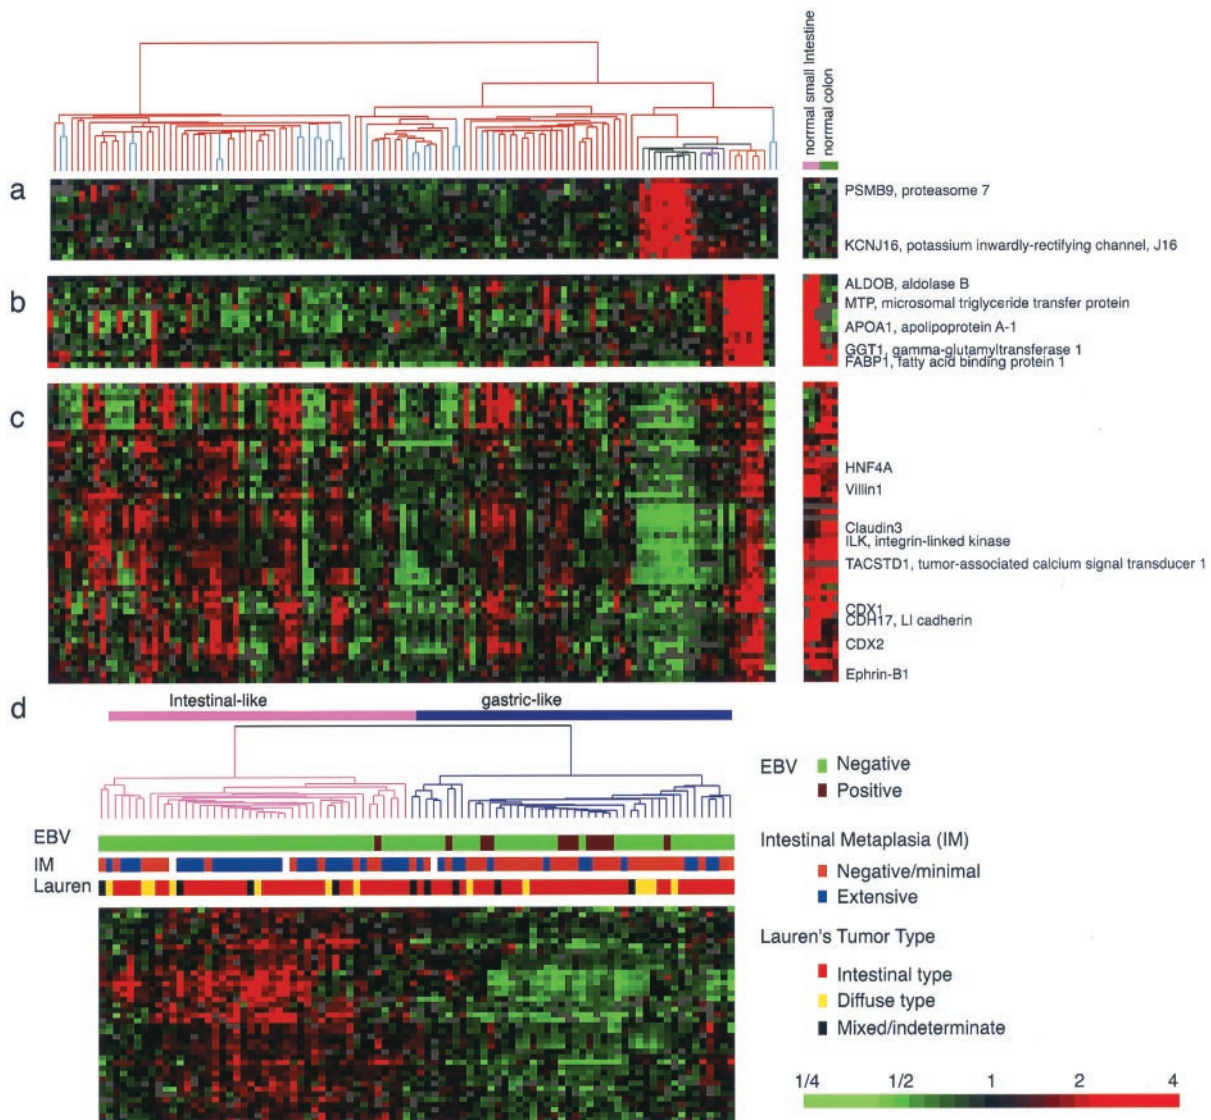 norrmal small Intestine
norrmal colon
a
PSMB9, proteasome 7
KCNJ16, potassium inwardly-rectifying channel, J16
b
ALDOB, aldolase B
MTP, microsomal triglyceride transfer protein
APOA1, apolipoprotein A-1
GGT1, gamma-glutamyltransferase 1
FABP1, fatty acid binding protein 1
c
HNF4A
Villin1
Claudin3
ILK, integrin-linked kinase
TACSTD1, tumor-associated calcium signal transducer 1
CDX1
CDH17, LI cadherin
CDX2
Ephrin-B1
d
Intestinal-like
gastric-like
EBV
IM
Lauren
EBV
Negative
Positive
Intestinal Metaplasia (IM)
Negative/minimal
Extensive
Lauren's Tumor Type
Intestinal type
Diffuse type
Mixed/indeterminate
1/4 1/2 1 2 4